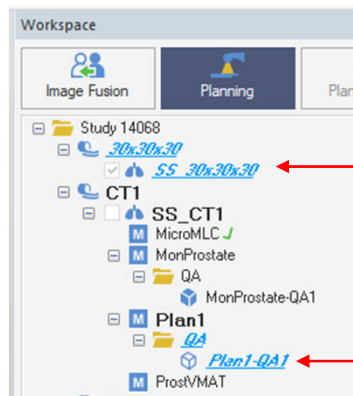 Workspace
Image Fusion Planning Plan
Study 14068
30x30x30
SS_30x30x30
CT1
SS_CT1
M MicroMLC
M MonProstate
QA
MonProstate-QA1
M Plan1
QA
Plan1-QA1
M ProstVMAT